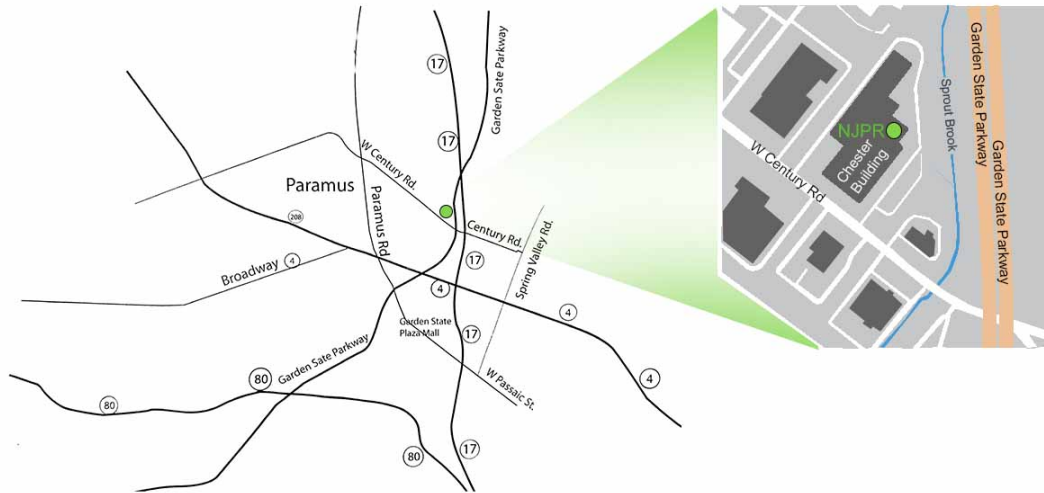 17
Garden Sate Parkway
17
W Century Rd.
Paramus
Paramus Rd
208
Century Rd.
Broadway
4
17
4
Spring Valley Rd.
4
Garden State
Plaza Mall
17
Garden Sate Parkway
W Passaic St.
4
80
80
80
17
Garden State Parkway
Garden State Parkway
Sprout Brook
NJPR
Chester
Building
W Century Rd